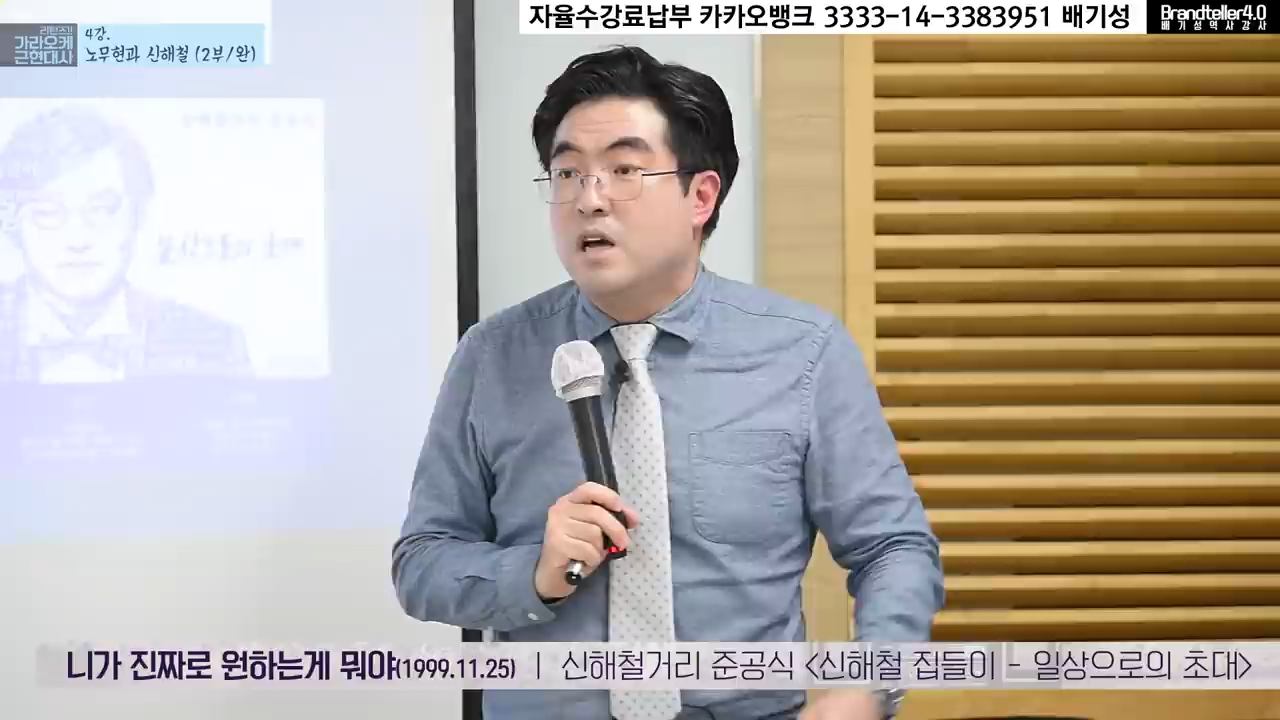 자율수강료납부 카카오뱅크 3333-14-3383951 배기성
Brandteller4.0
배기성역사강사
리턴즈!
가라오케
근현대사
4강.
노무현과 신해철 (2부/완)
니가 진짜로 원하는게 뭐야(1999.11.25) | 신해철거리 준공식 <신해철 집들이 - 일상으로의 초대>